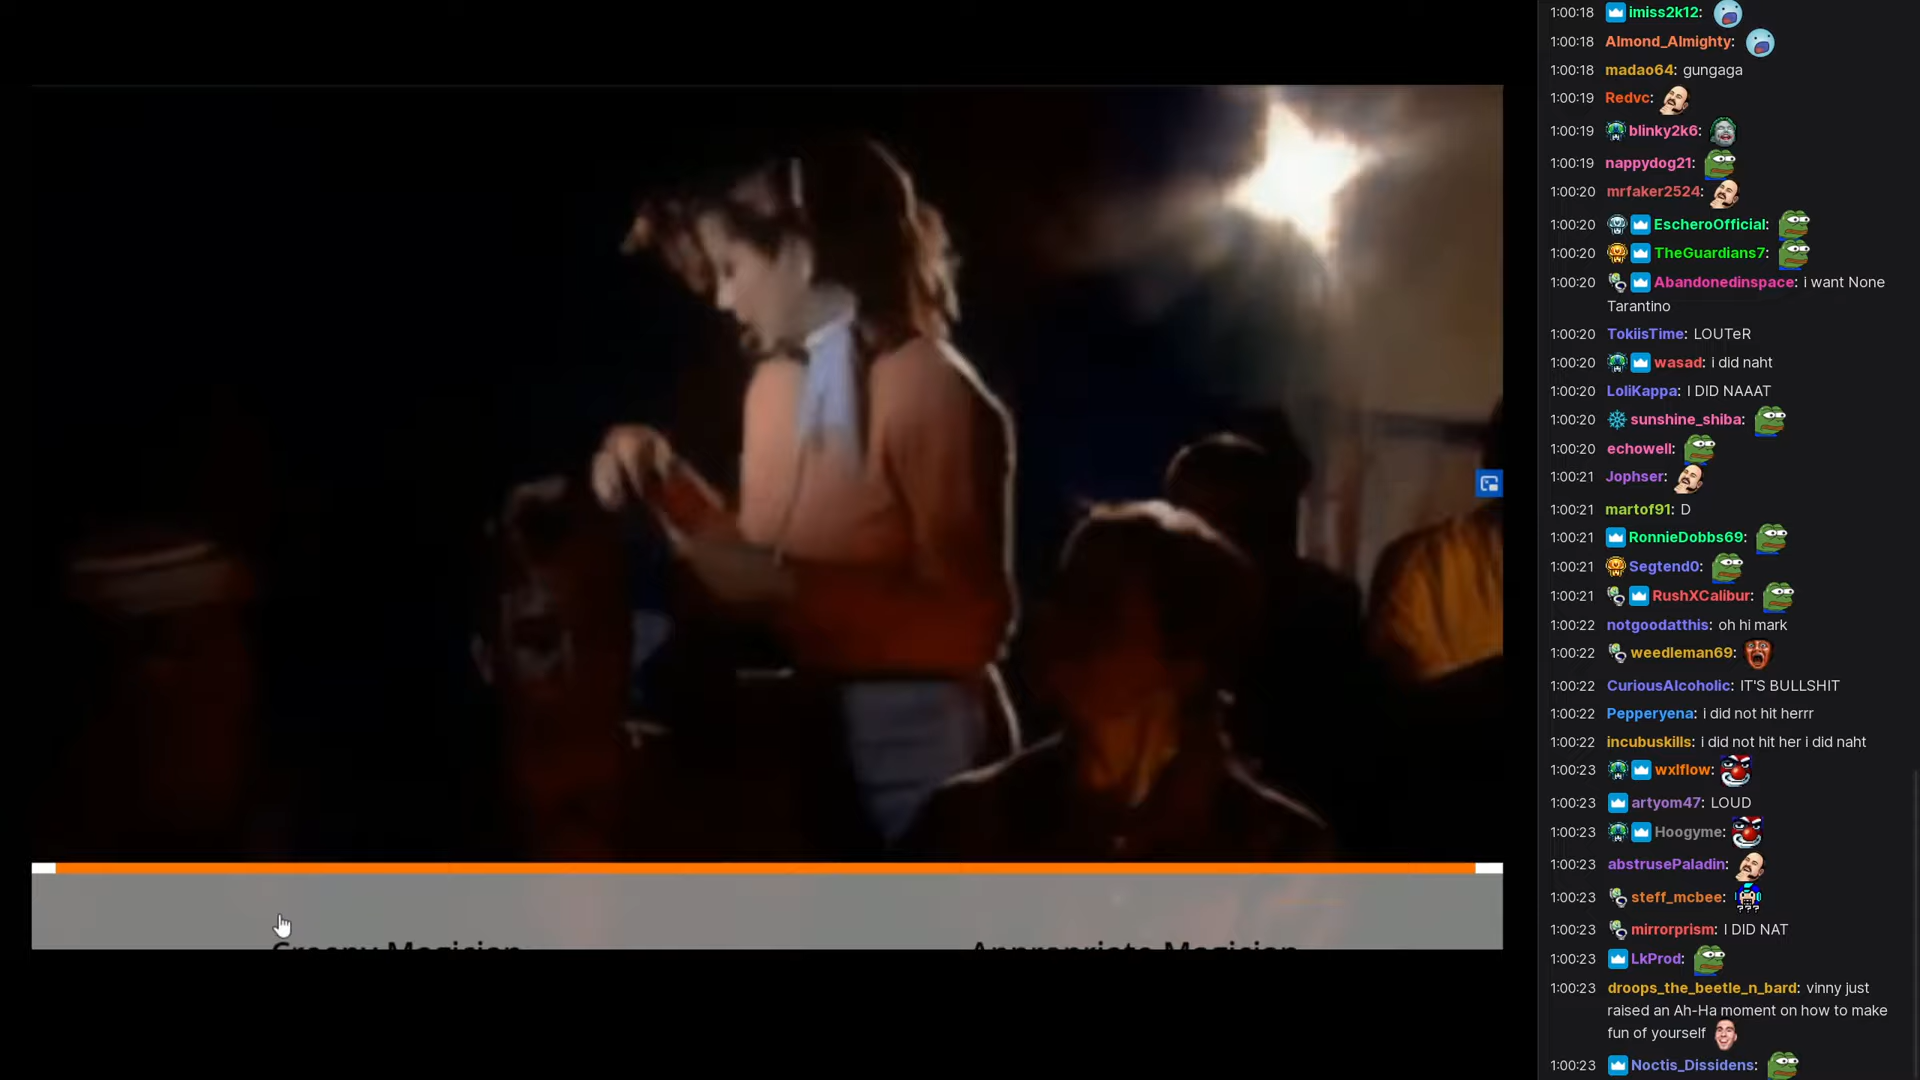 1:00:18 imiss2k12:
1:00:18 Almond_Almighty:
1:00:18 madao64: gungaga
1:00:19 Redvc:
1:00:19 blinky2k6:
1:00:19 nappydog21:
1:00:20 mrfaker2524:
1:00:20 EscheroOfficial:
1:00:20 TheGuardians7:
1:00:20 Abandonedinspace: i want None
Tarantino
1:00:20 TokiisTime: LOUTeR
1:00:20 wasad: i did naht
1:00:20 LoliKappa: I DID NAAAT
1:00:20 sunshine_shiba:
1:00:20 echowell:
1:00:21 Jophser:
1:00:21 martof91: D
1:00:21 RonnieDobbs69:
1:00:21 Segtend0:
1:00:21 RushXCalibur:
1:00:22 notgoodatthis: oh hi mark
1:00:22 weedleman69:
1:00:22 CuriousAlcoholic: IT'S BULLSHIT
1:00:22 Pepperyena: i did not hit herrr
1:00:22 incubuskills: i did not hit her i did naht
1:00:23 wxlflow:
1:00:23 artyom47: LOUD
1:00:23 Hoogyme:
1:00:23 abstrusePaladin:
1:00:23 steff_mcbee:
???
1:00:23 mirrorprism: I DID NAT
1:00:23 LkProd:
1:00:23 droops_the_beetle_n_bard: vinny just
raised an Ah-Ha moment on how to make
fun of yourself
1:00:23 Noctis_Dissidens:
Creepy Magician
Appropriate Magician